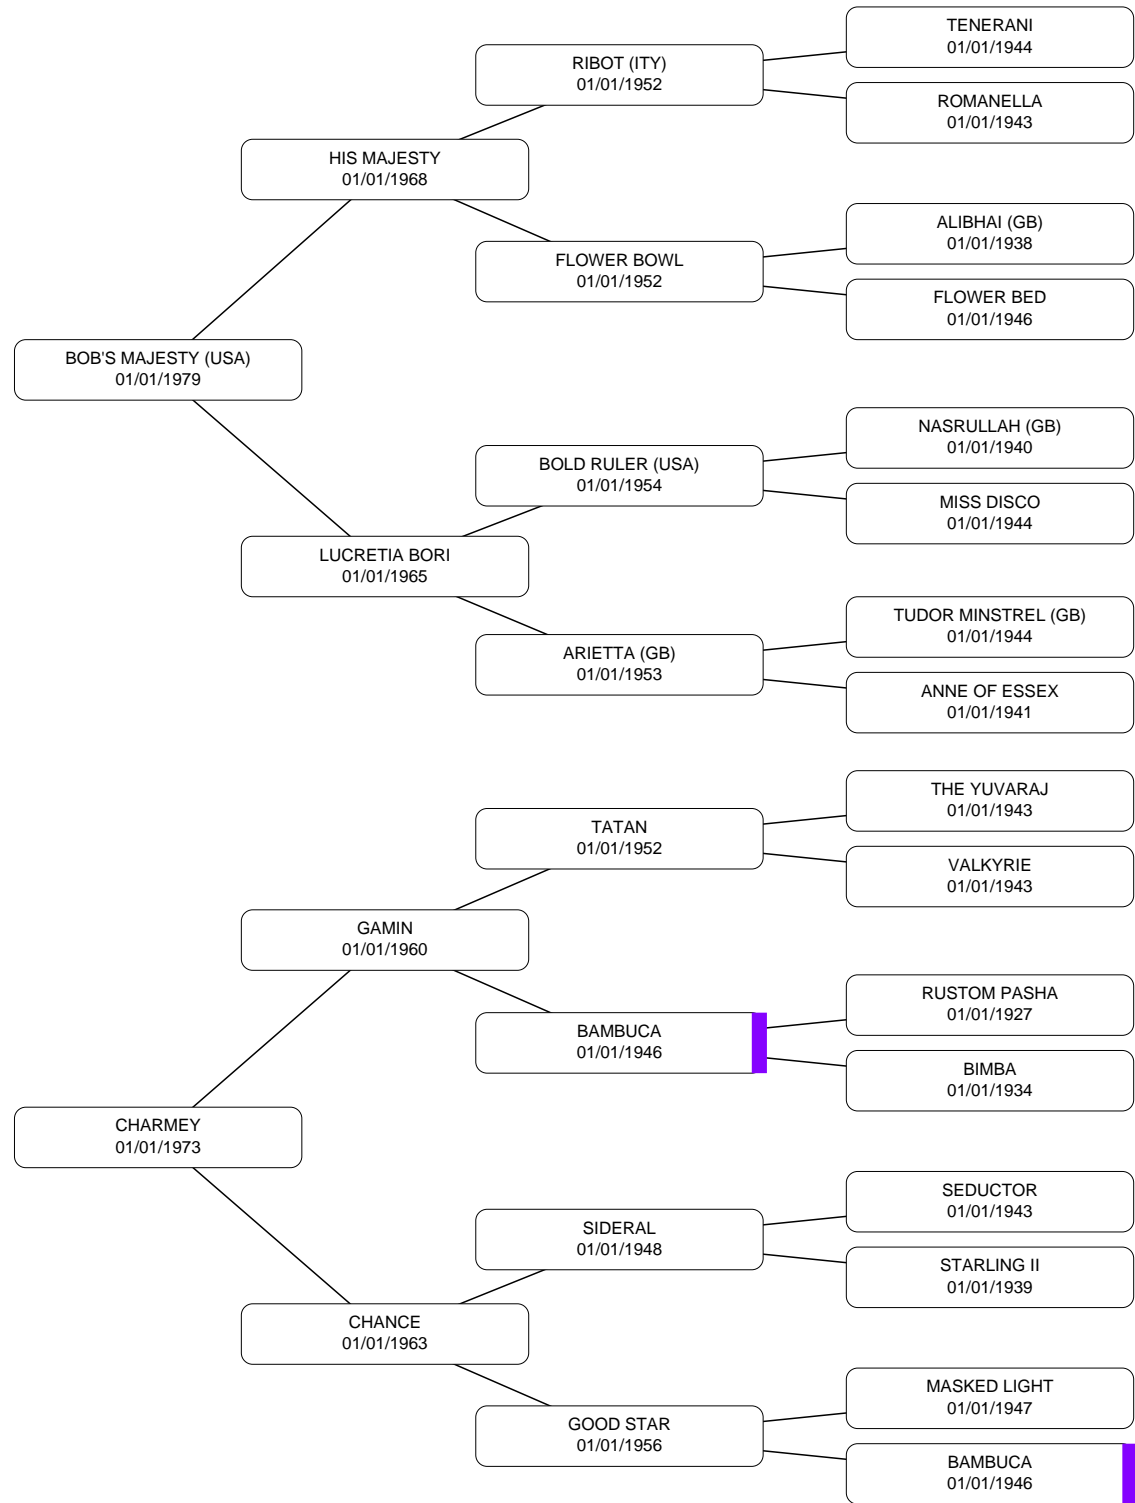 TENERANI
01/01/1944
RIBOT (ITY)
01/01/1952
ROMANELLA
01/01/1943
HIS MAJESTY
01/01/1968
ALIBHAI (GB)
01/01/1938
FLOWER BOWL
01/01/1952
FLOWER BED
01/01/1946
BOB'S MAJESTY (USA)
01/01/1979
NASRULLAH (GB)
01/01/1940
BOLD RULER (USA)
01/01/1954
MISS DISCO
01/01/1944
LUCRETIA BORI
01/01/1965
TUDOR MINSTREL (GB)
01/01/1944
ARIETTA (GB)
01/01/1953
ANNE OF ESSEX
01/01/1941
THE YUVARAJ
01/01/1943
TATAN
01/01/1952
VALKYRIE
01/01/1943
GAMIN
01/01/1960
RUSTOM PASHA
01/01/1927
BAMBUCA
01/01/1946
BIMBA
01/01/1934
CHARMEY
01/01/1973
SEDUCTOR
01/01/1943
SIDERAL
01/01/1948
STARLING II
01/01/1939
CHANCE
01/01/1963
MASKED LIGHT
01/01/1947
GOOD STAR
01/01/1956
BAMBUCA
01/01/1946